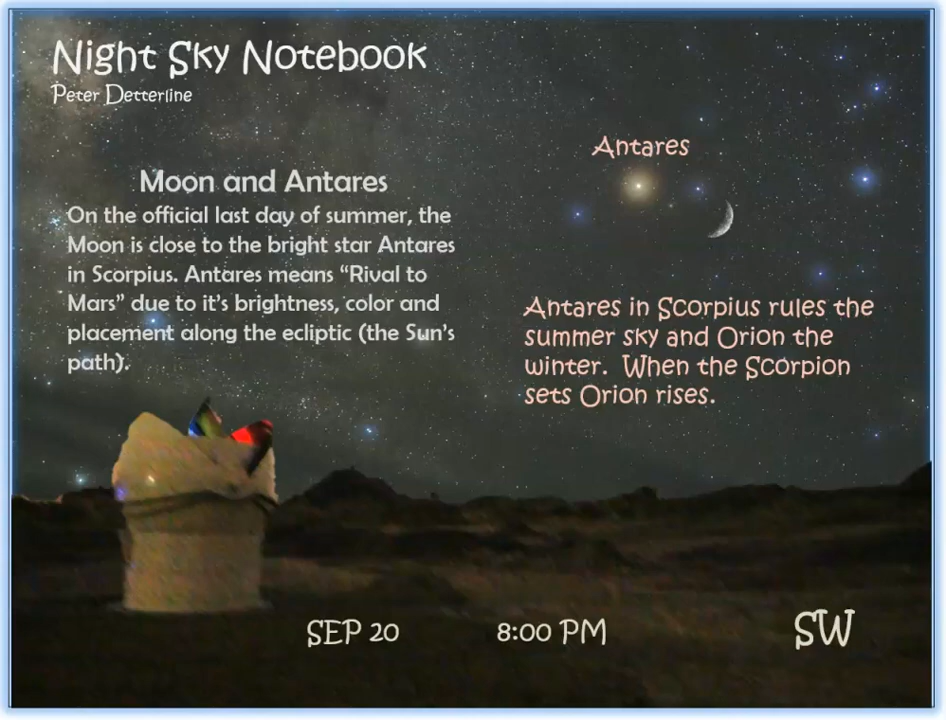 Night Sky Notebook
Peter Detterline
Antares
Moon and Antares
On the official last day of summer, the
Moon is close to the bright star Antares
in Scorpius. Antares means “Rival to
Mars” due to it’s brightness, color and
placement along the ecliptic (the Sun’s
path).
Antares in Scorpius rules the
summer sky and Orion the
winter. When the Scorpion
sets Orion rises.
SEP 20
8:00 PM
SW